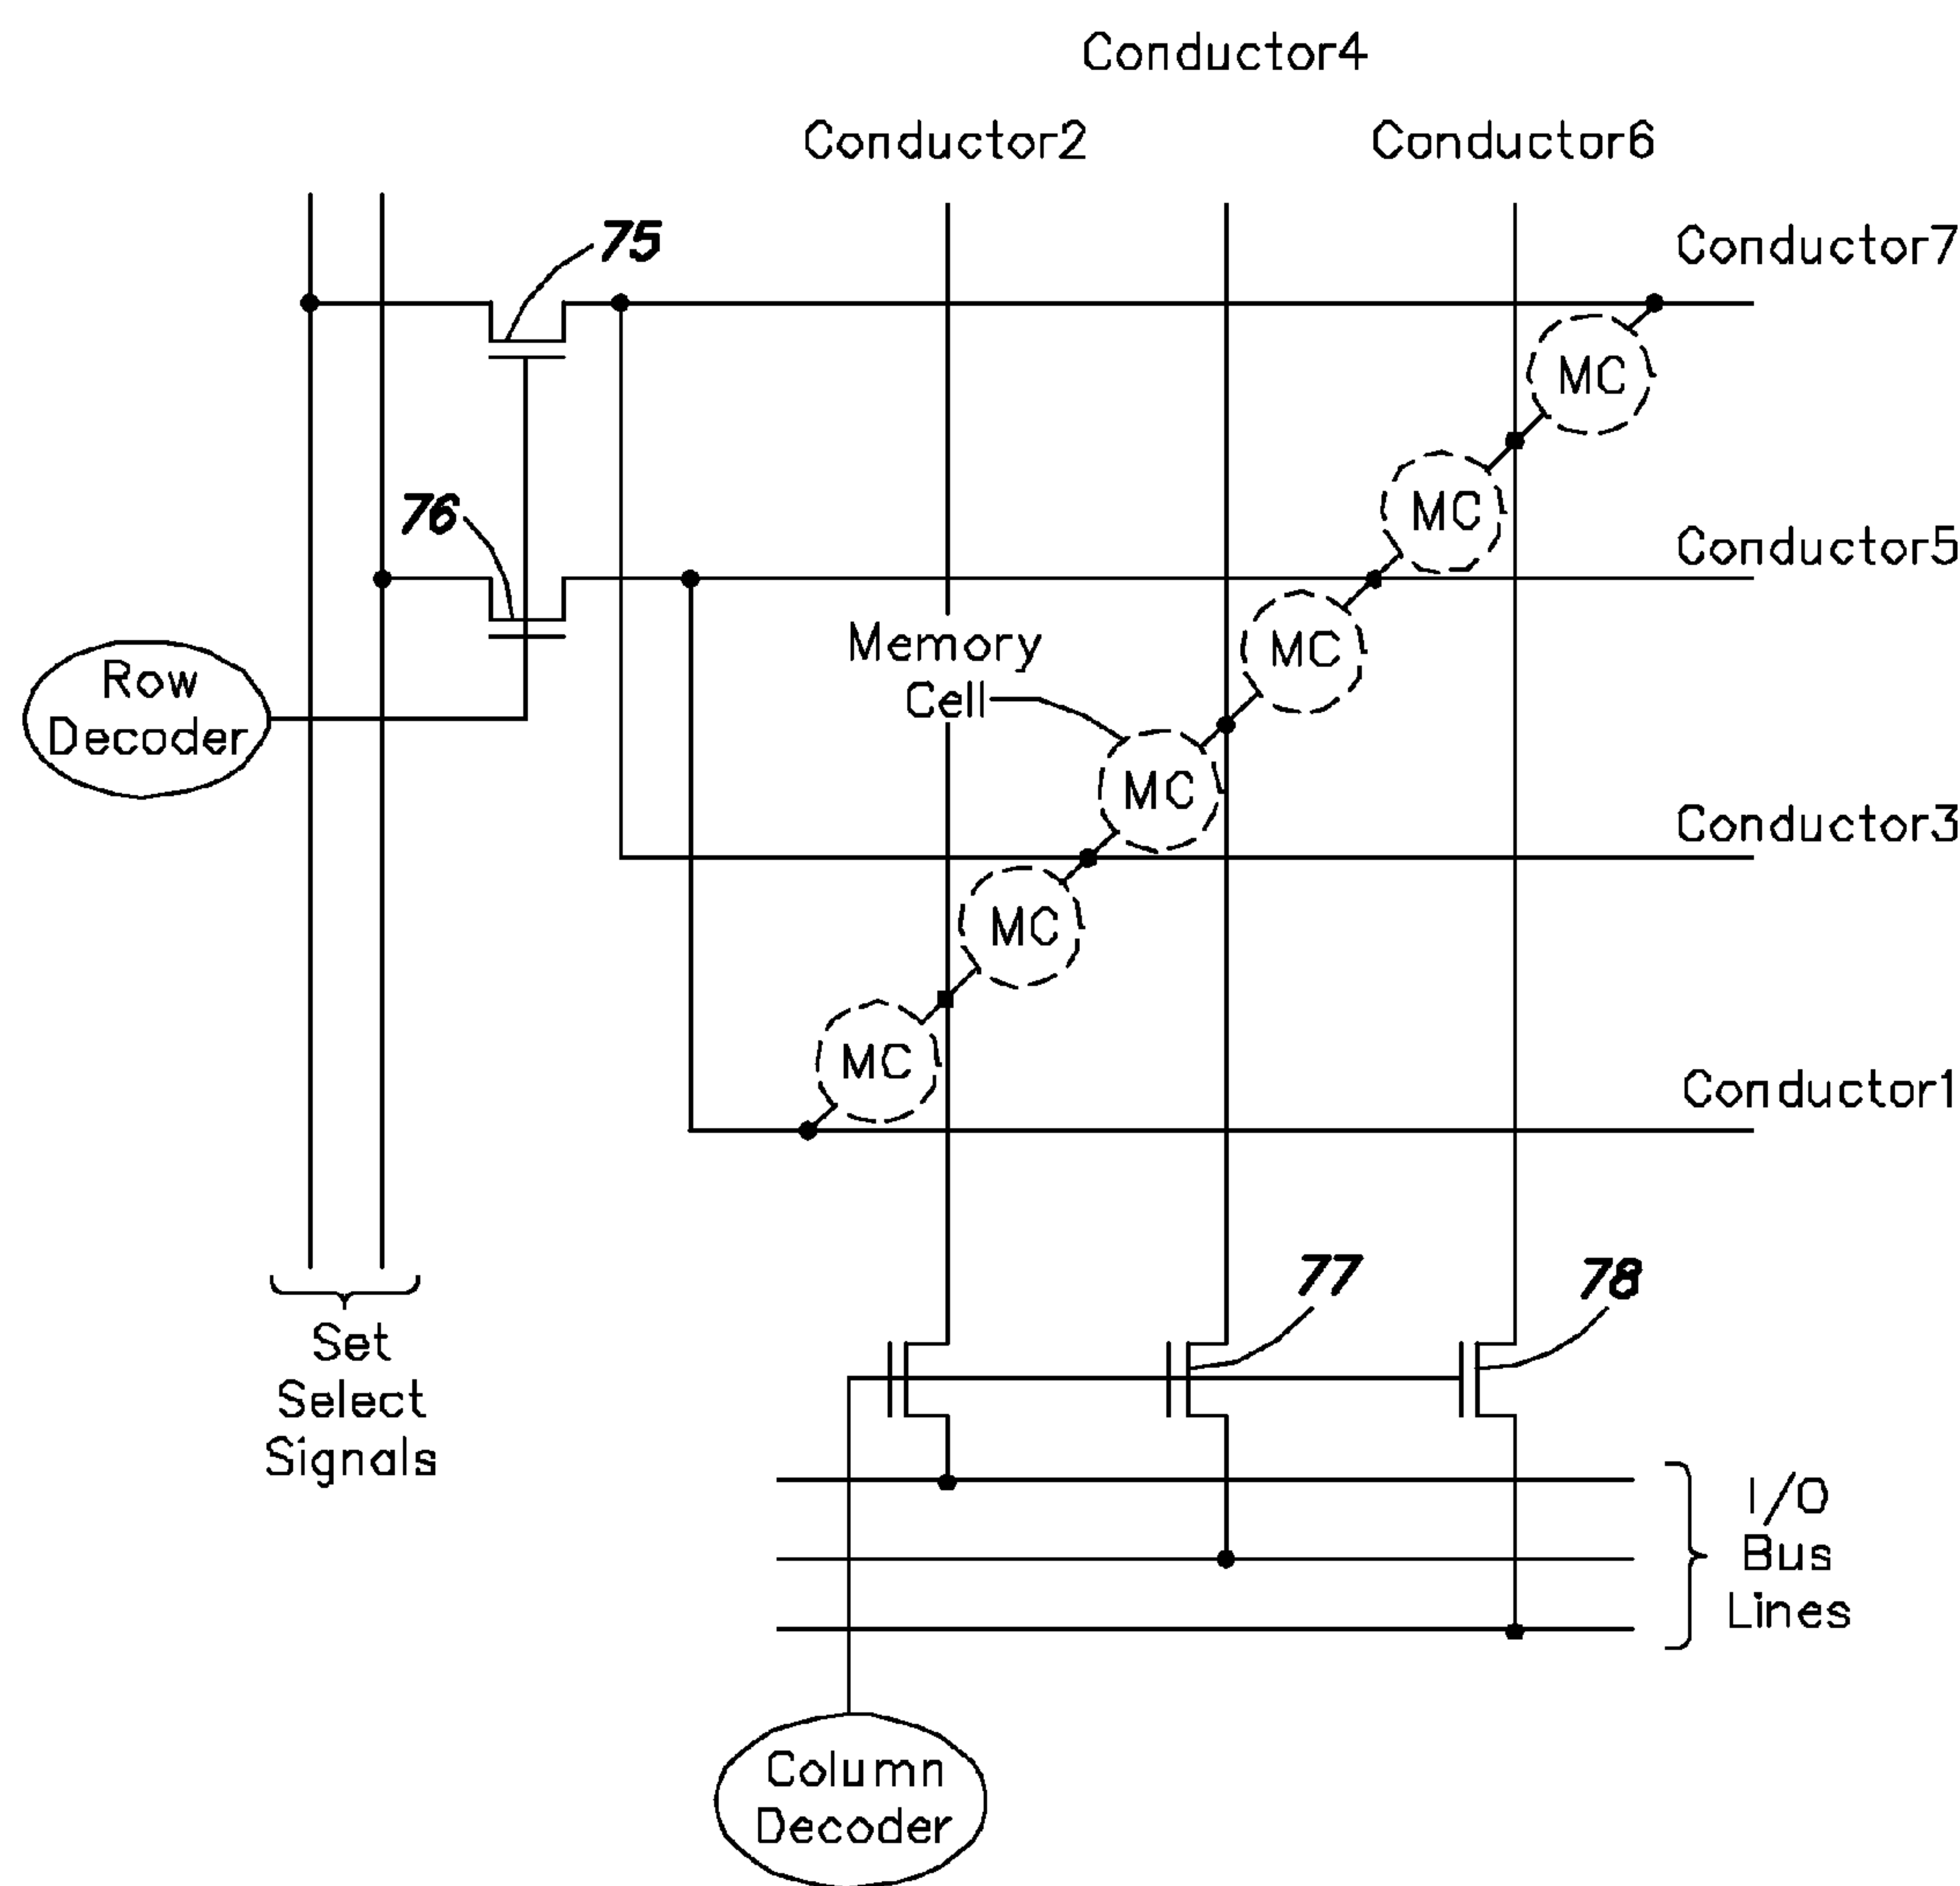 Conductor4
Conductor2
Conductor6
75
Conductor7
MC
76
MC
Conductor5
Memory
Cell
MC
Row
Decoder
MC
Conductor3
MC
MC
Conductor1
77
78
Set
Select
Signals
I/O
Bus
Lines
Column
Decoder